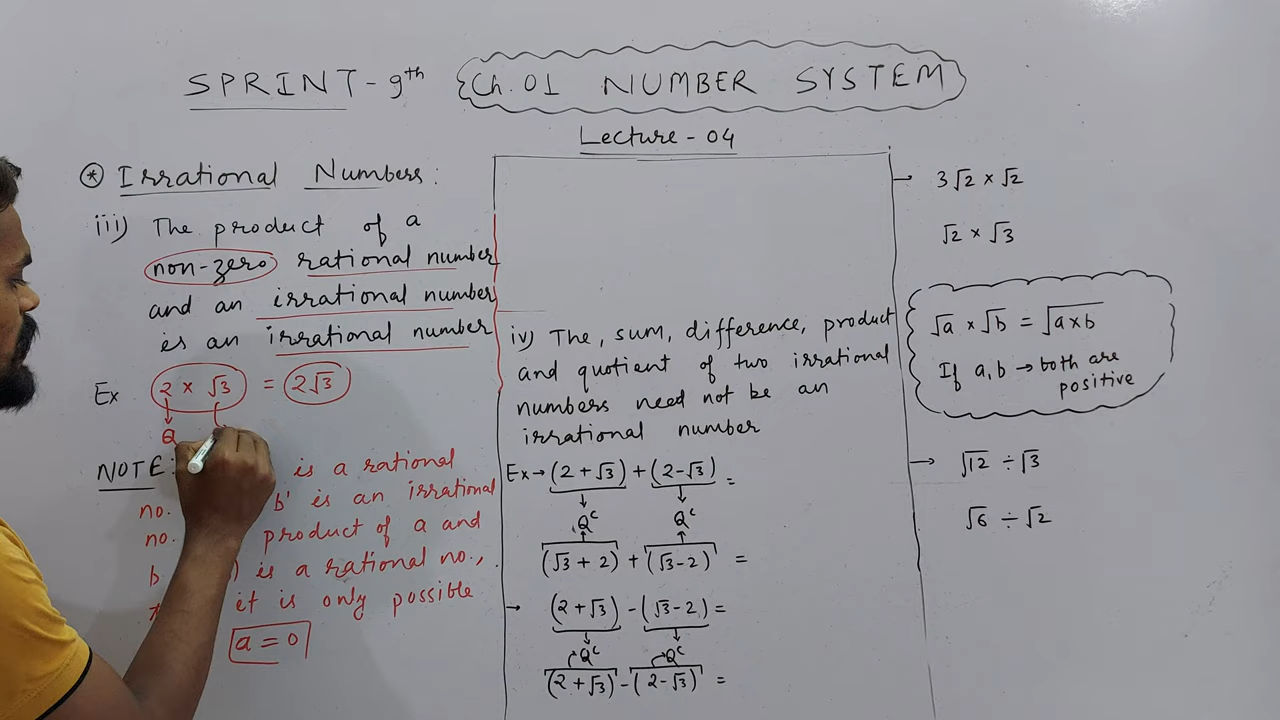 SPRINT - 9th Ch. 01 NUMBER SYSTEM
Lecture - 04
* Irrational Numbers:
iii) The product of a
non-zero rational number
and an irrational number
is an irrational number
Ex 2 × √3 = 2√3
Q
NOTE: is a rational
no. b' is an irrational
no. product of a and
b is a rational no.,
it is only possible
a = 0
iv) The, sum, difference, product
and quotient of two irrational
numbers need not be an
irrational number
Ex → (2 + √3) + (2 - √3) =
Qᶜ Qᶜ
(√3 + 2) + (√3 - 2) =
→ (2 + √3) - (√3 - 2) =
Qᶜ Qᶜ
(2 + √3) - (2 - √3) =
→ 3√2 × √2
√2 × √3
√a × √b = √a×b
If a, b → both are
positive
→ √12 ÷ √3
√6 ÷ √2